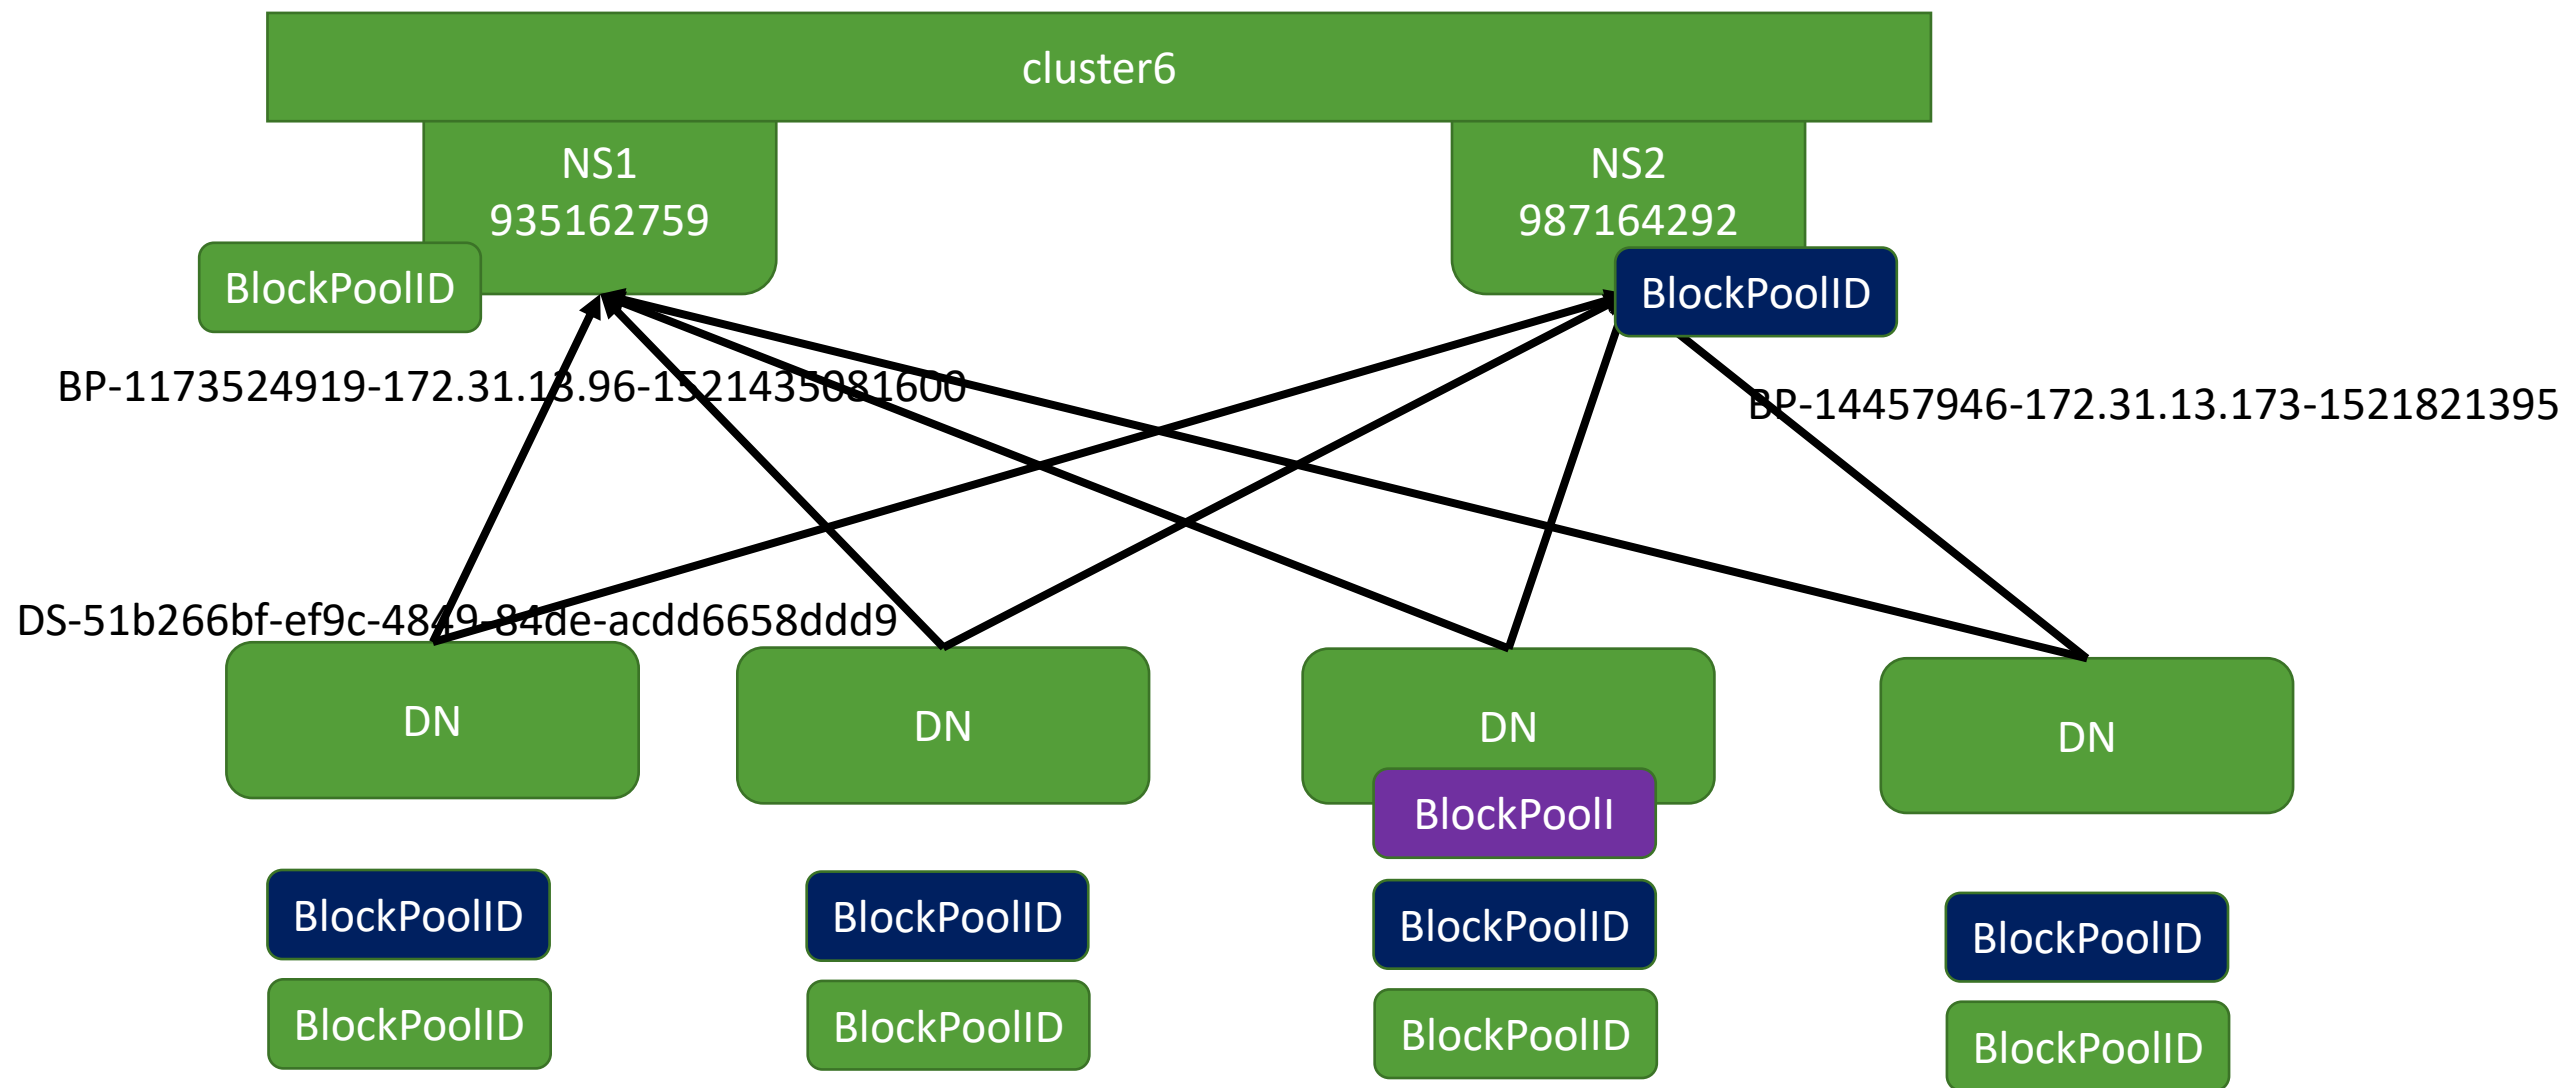 cluster6
NS1
935162759
NS2
987164292
BlockPoolID
BlockPoolID
BP-1173524919-172.31.13.96-1521435081600
BP-14457946-172.31.13.173-1521821395
DS-51b266bf-ef9c-4849-84de-acdd6658ddd9
DN
DN
DN
DN
BlockPoolI
BlockPoolID
BlockPoolID
BlockPoolID
BlockPoolID
BlockPoolID
BlockPoolID
BlockPoolID
BlockPoolID